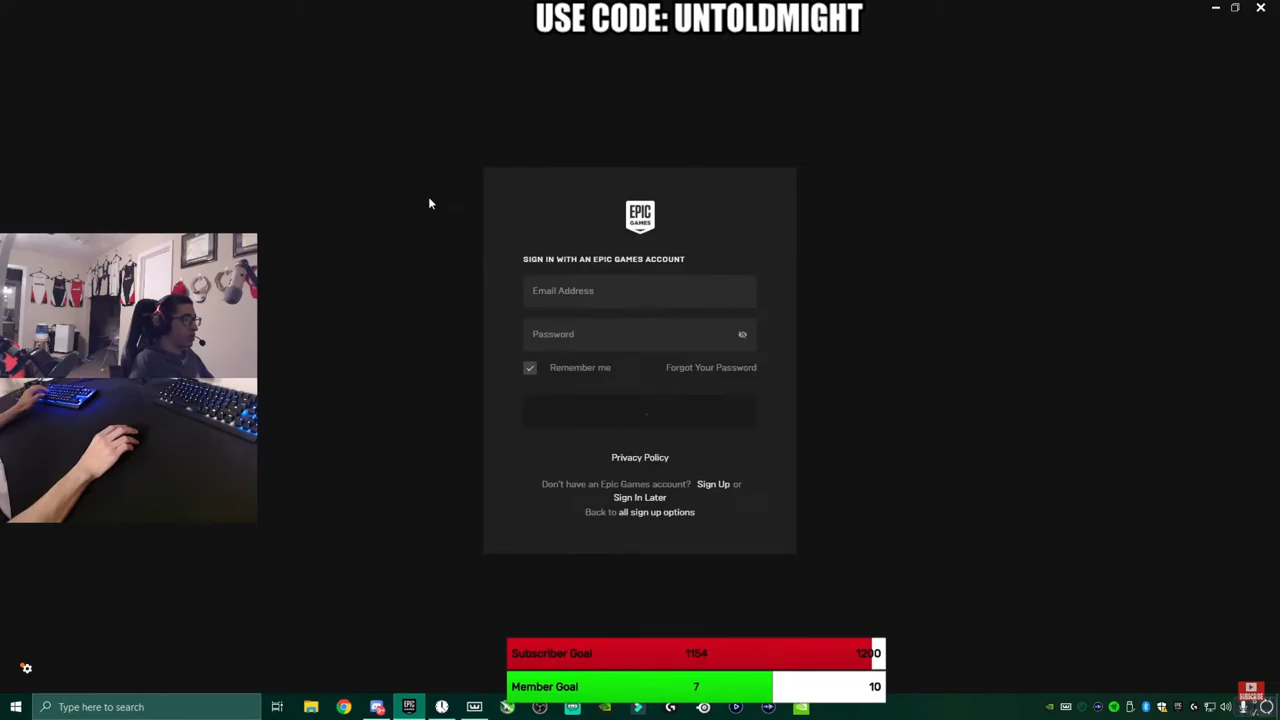 USE CODE: UNTOLDMIGHT
EPIC
GAMES
SIGN IN WITH AN EPIC GAMES ACCOUNT
Email Address
Password
Remember me
Forgot Your Password
Privacy Policy
Don't have an Epic Games account? Sign Up or
Sign In Later
Back to all sign up options
Subscriber Goal 1154 1200
Member Goal 7 10
Type here to search
SUBSCRIBE